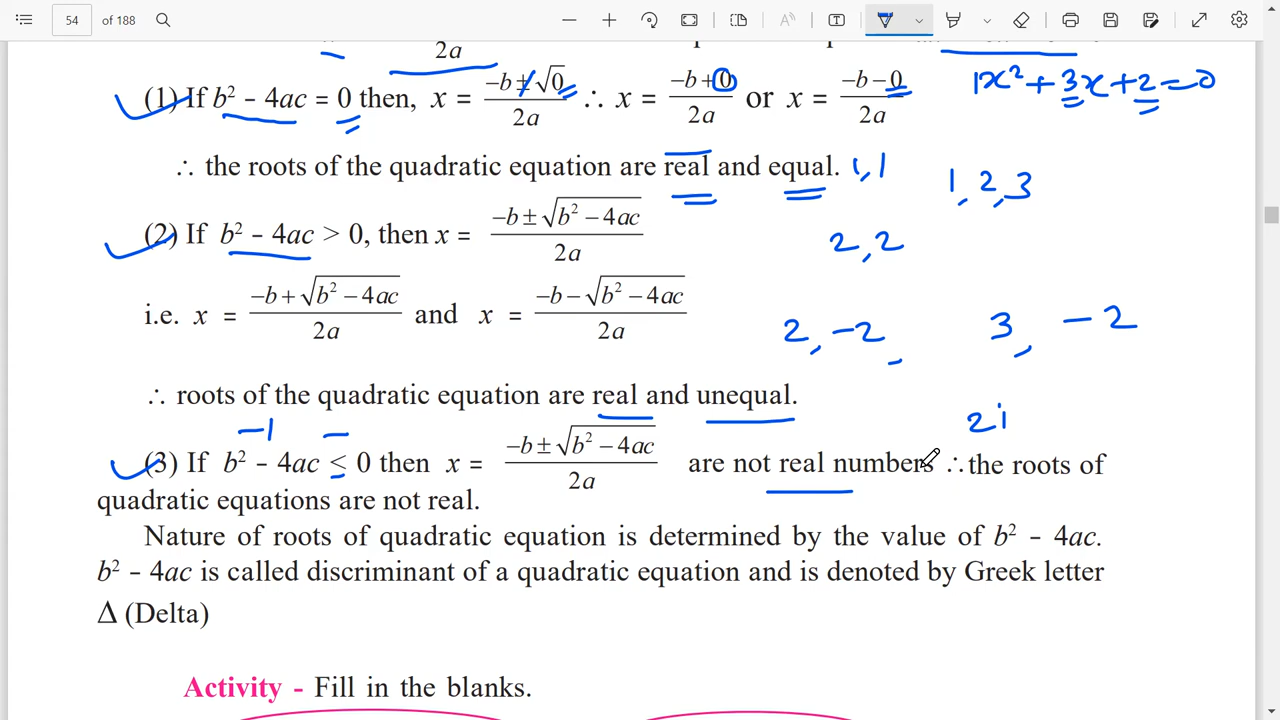 54 of 188
2a
(1) If b² – 4ac = 0 then, x = (−b ± √0)/2a ∴ x = (−b + 0)/2a or x = (−b − 0)/2a 1x² + 3x + 2 = 0
∴ the roots of the quadratic equation are real and equal. 1,1 1, 2, 3
(2) If b² – 4ac > 0, then x = (−b ± √(b² − 4ac))/2a 2, 2
i.e. x = (−b + √(b² − 4ac))/2a and x = (−b − √(b² − 4ac))/2a 2, −2, 3, −2
∴ roots of the quadratic equation are real and unequal.
−1 − 2i
(3) If b² – 4ac < 0 then x = (−b ± √(b² − 4ac))/2a are not real numbers ∴ the roots of
quadratic equations are not real.
Nature of roots of quadratic equation is determined by the value of b² – 4ac.
b² – 4ac is called discriminant of a quadratic equation and is denoted by Greek letter
Δ (Delta)
Activity - Fill in the blanks.